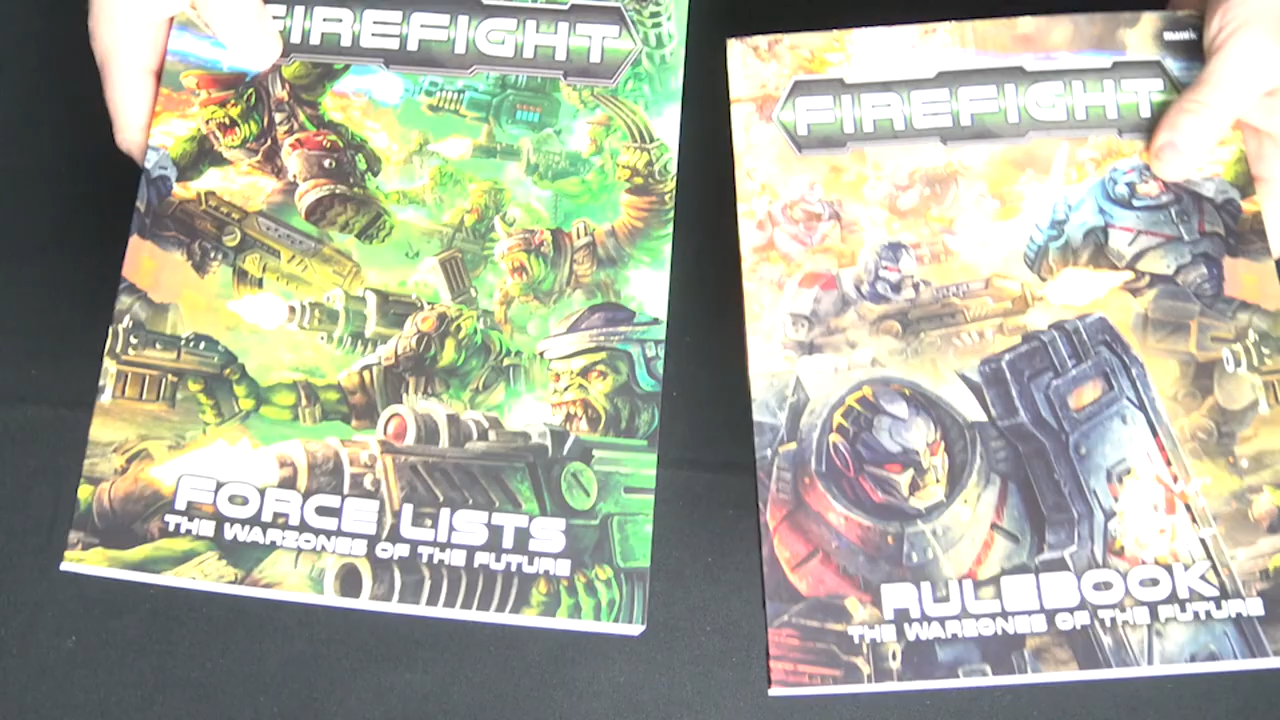 FIREFIGHT
FORCE LISTS
THE WARZONES OF THE FUTURE
FIREFIGHT
RULEBOOK
THE WARZONES OF THE FUTURE